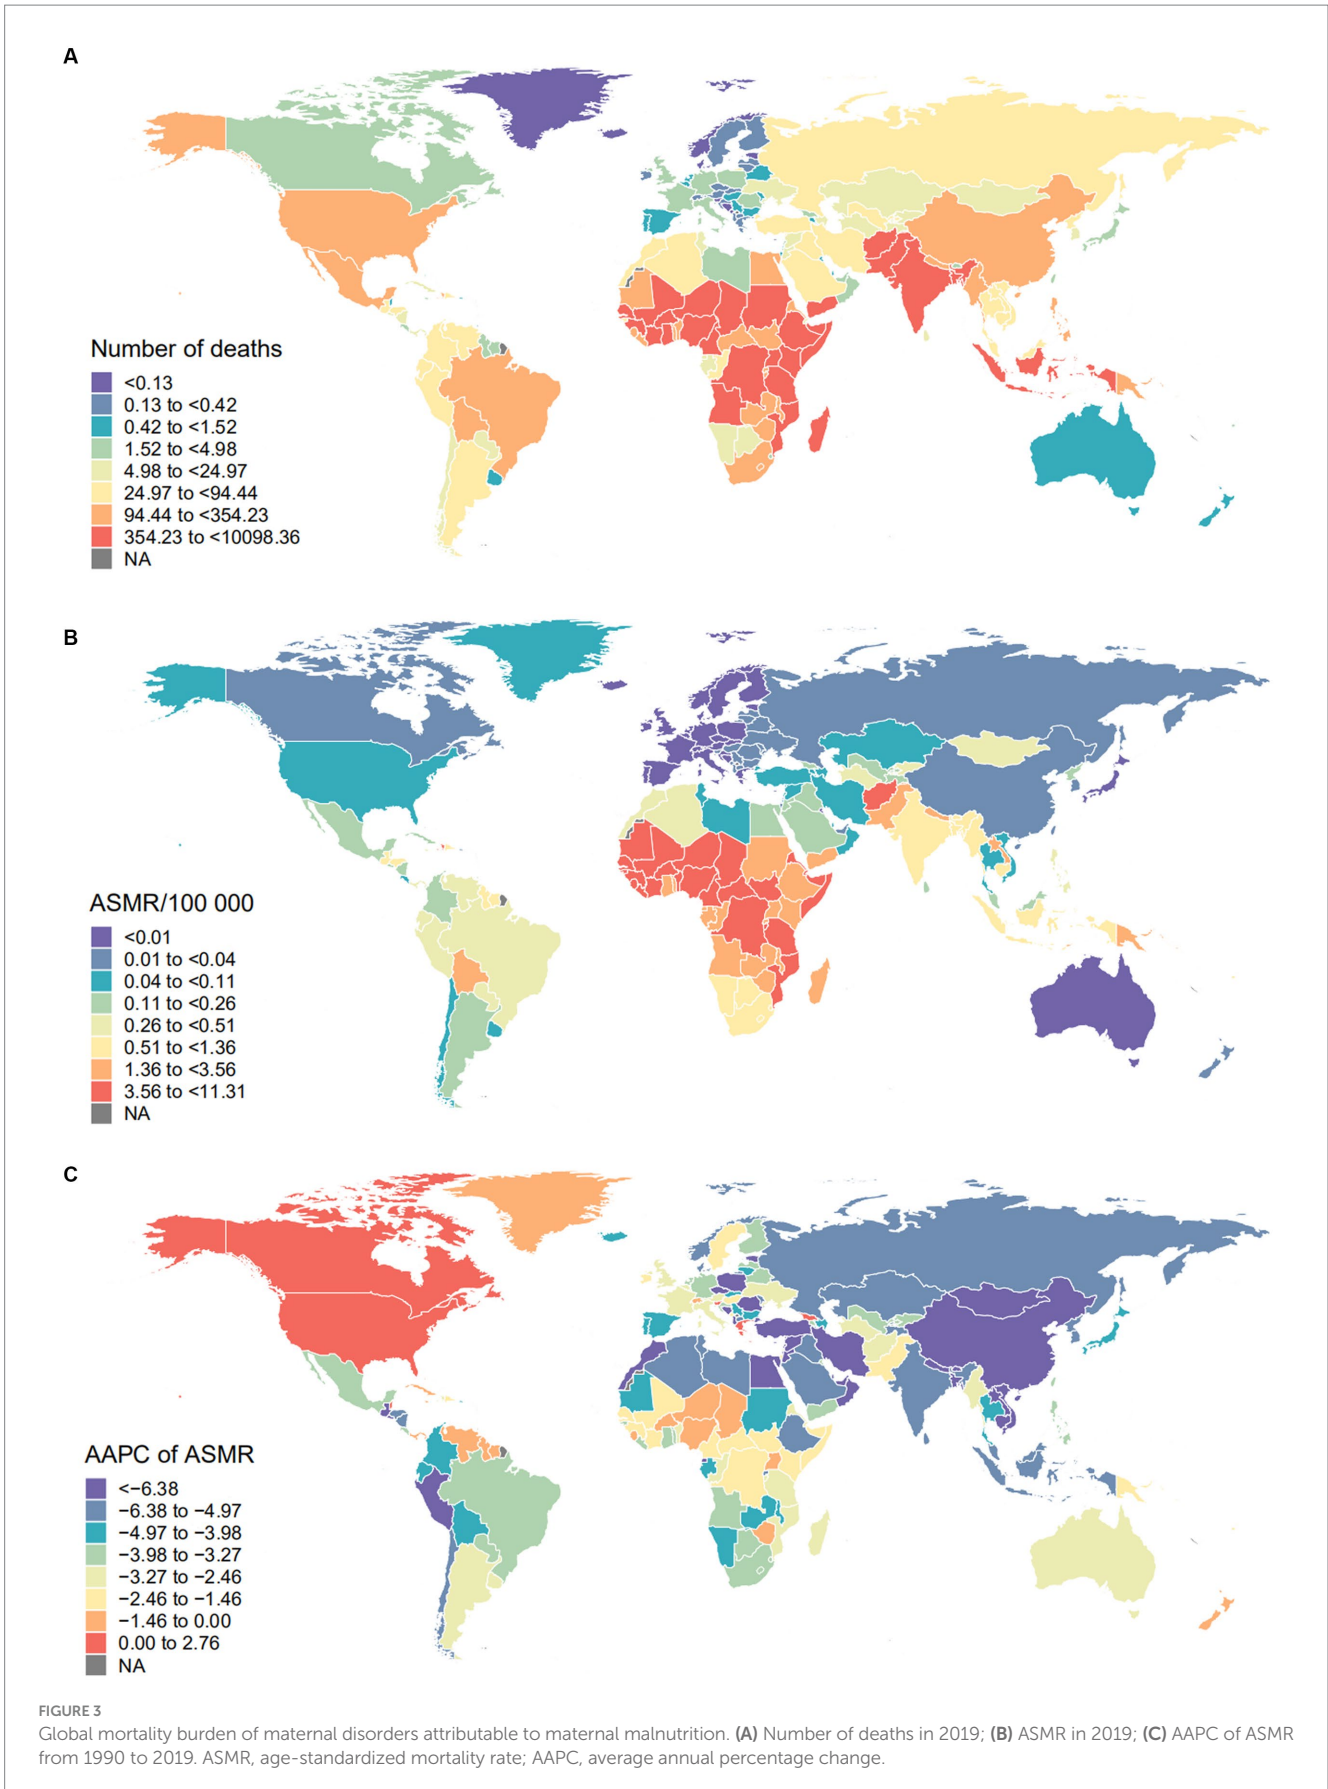 A
Number of deaths
<0.13
0.13 to <0.42
0.42 to <1.52
1.52 to <4.98
4.98 to <24.97
24.97 to <94.44
94.44 to <354.23
354.23 to <10098.36
NA
B
ASMR/100 000
<0.01
0.01 to <0.04
0.04 to <0.11
0.11 to <0.26
0.26 to <0.51
0.51 to <1.36
1.36 to <3.56
3.56 to <11.31
NA
C
AAPC of ASMR
<−6.38
−6.38 to −4.97
−4.97 to −3.98
−3.98 to −3.27
−3.27 to −2.46
−2.46 to −1.46
−1.46 to 0.00
0.00 to 2.76
NA
FIGURE 3
Global mortality burden of maternal disorders attributable to maternal malnutrition. (A) Number of deaths in 2019; (B) ASMR in 2019; (C) AAPC of ASMR
from 1990 to 2019. ASMR, age-standardized mortality rate; AAPC, average annual percentage change.